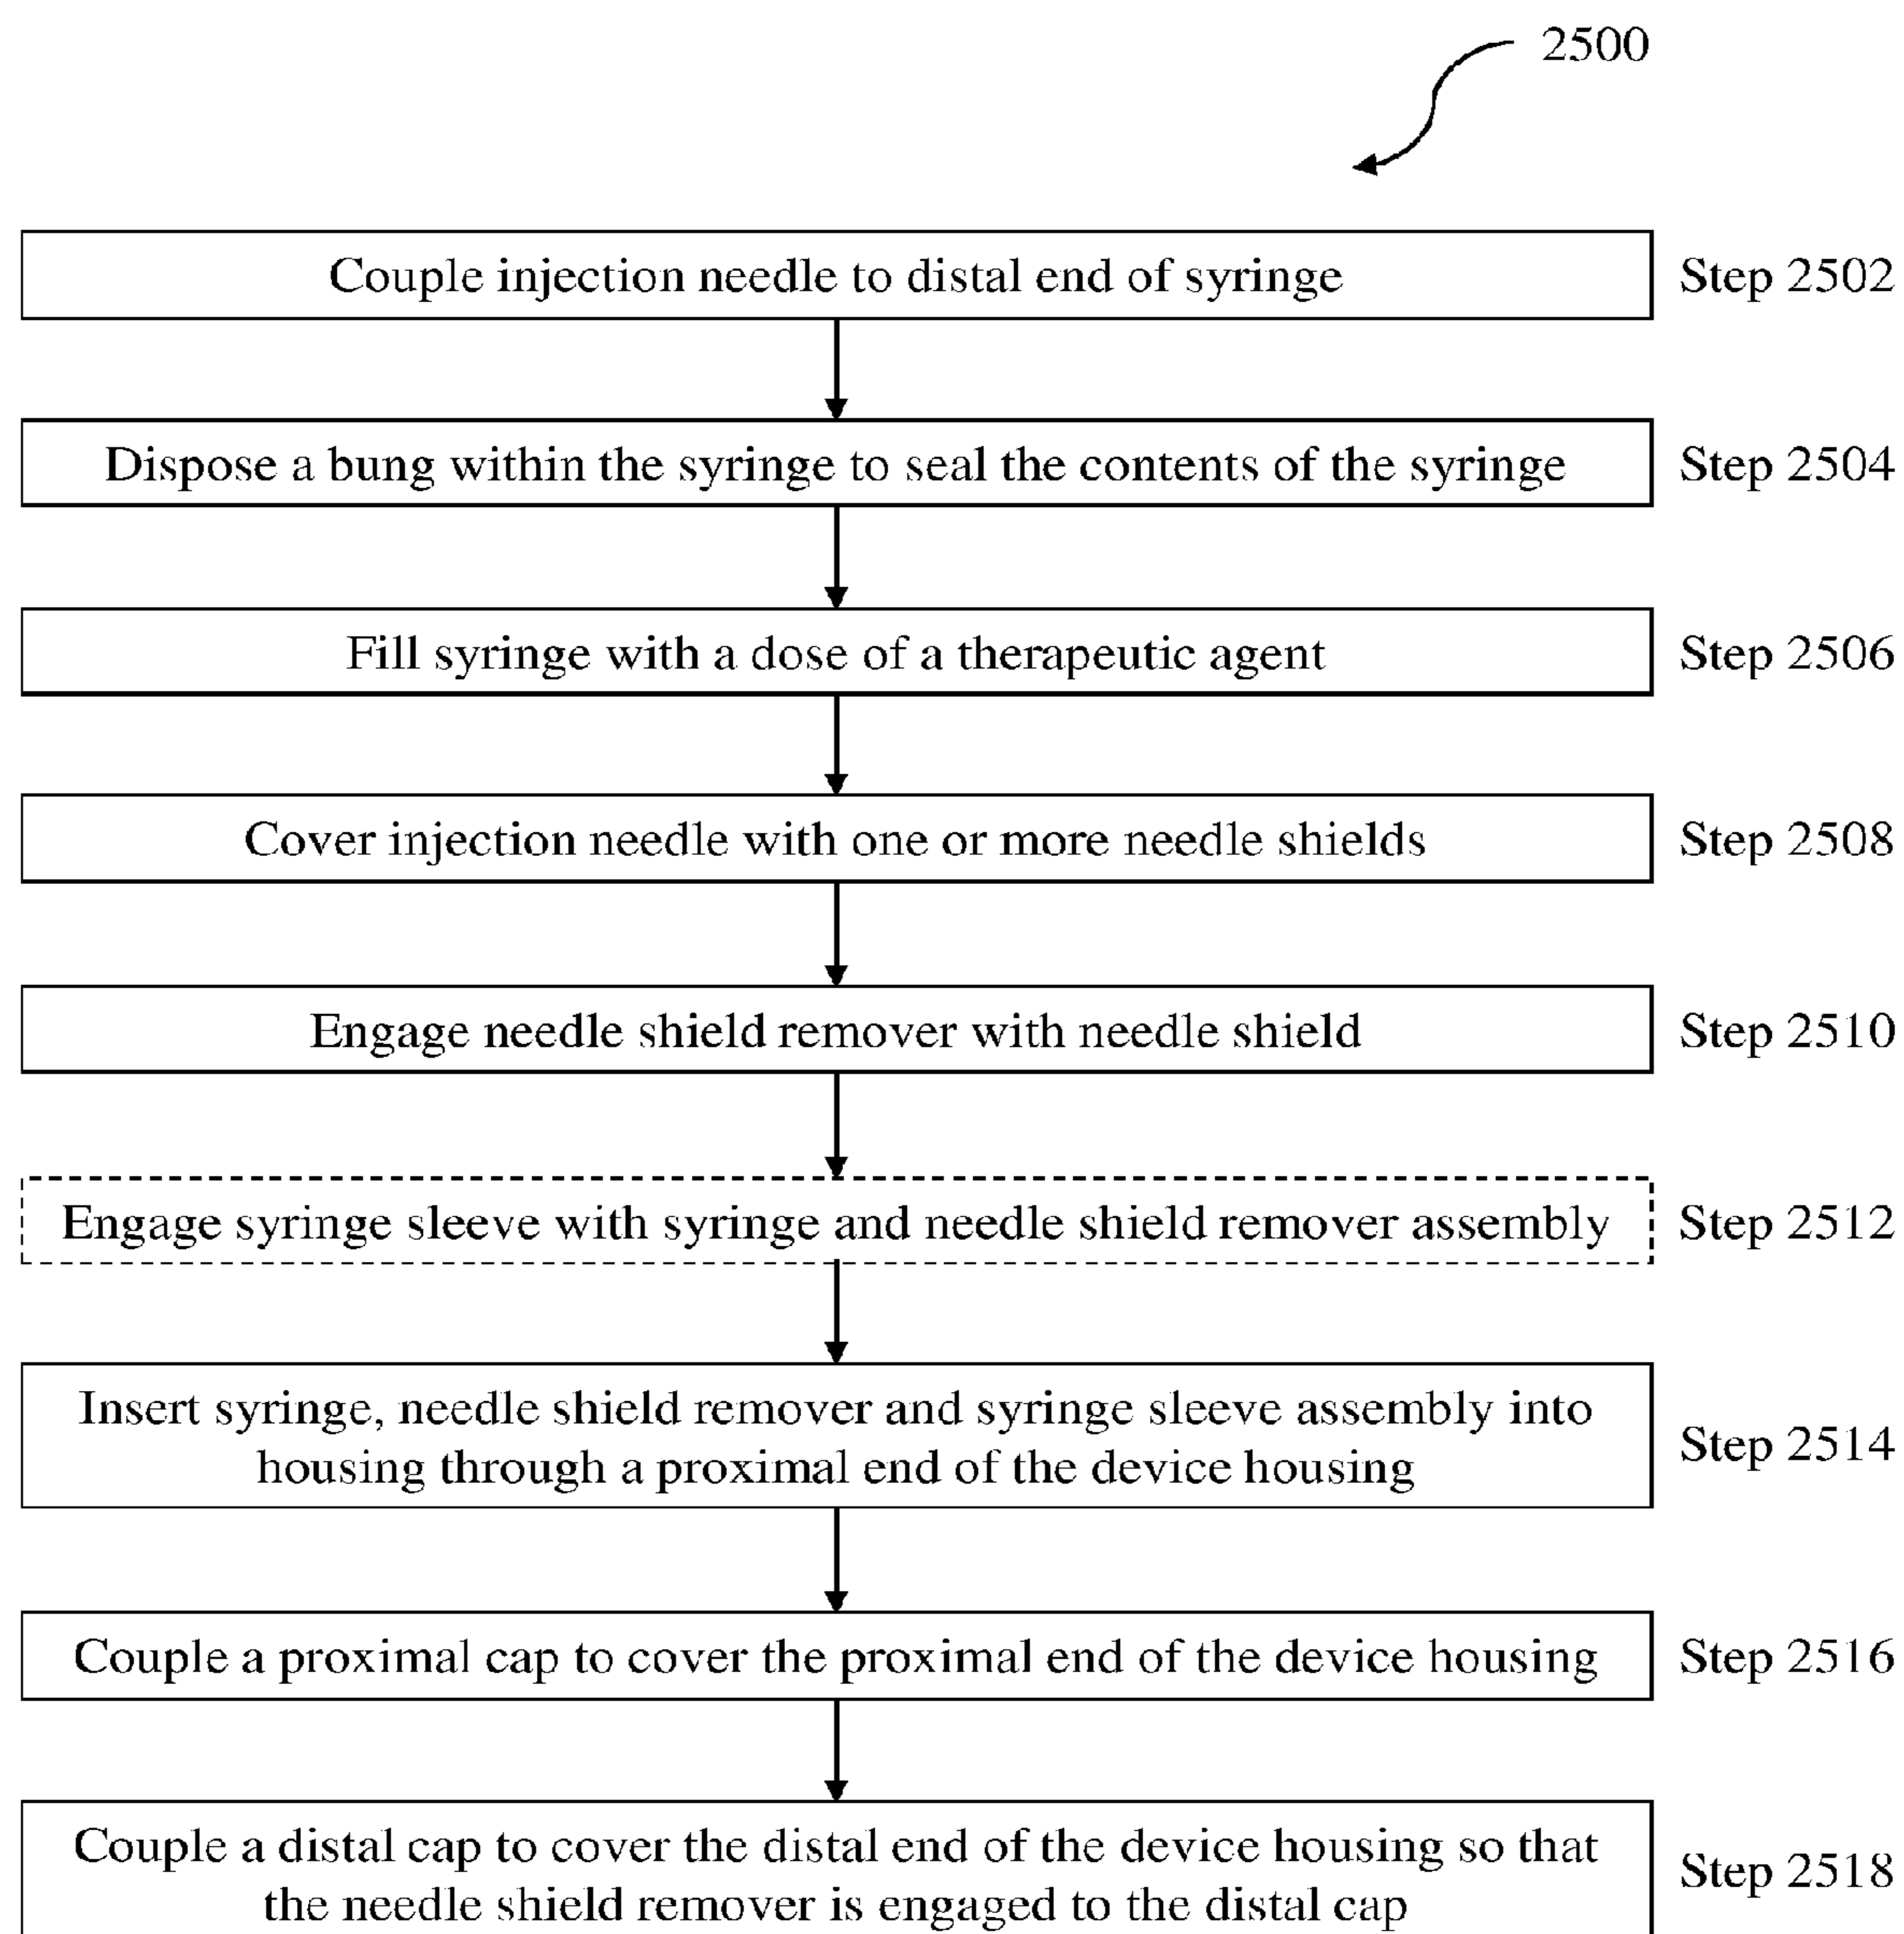 2500
Couple injection needle to distal end of syringe
Step 2502
Dispose a bung within the syringe to seal the contents of the syringe
Step 2504
Fill syringe with a dose of a therapeutic agent
Step 2506
Cover injection needle with one or more needle shields
Step 2508
Engage needle shield remover with needle shield
Step 2510
Engage syringe sleeve with syringe and needle shield remover assembly
Step 2512
Insert syringe, needle shield remover and syringe sleeve assembly into
housing through a proximal end of the device housing
Step 2514
Couple a proximal cap to cover the proximal end of the device housing
Step 2516
Couple a distal cap to cover the distal end of the device housing so that
the needle shield remover is engaged to the distal cap
Step 2518